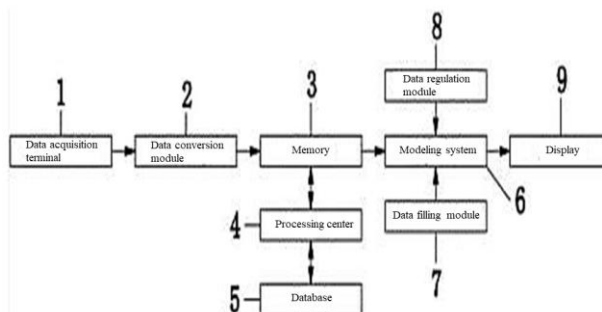 8
Data regulation
module
9
1
2
3
Data acquisition
terminal
Data conversion
module
Memory
Modeling system
Display
6
4
Processing center
Data filling module
7
5
Database